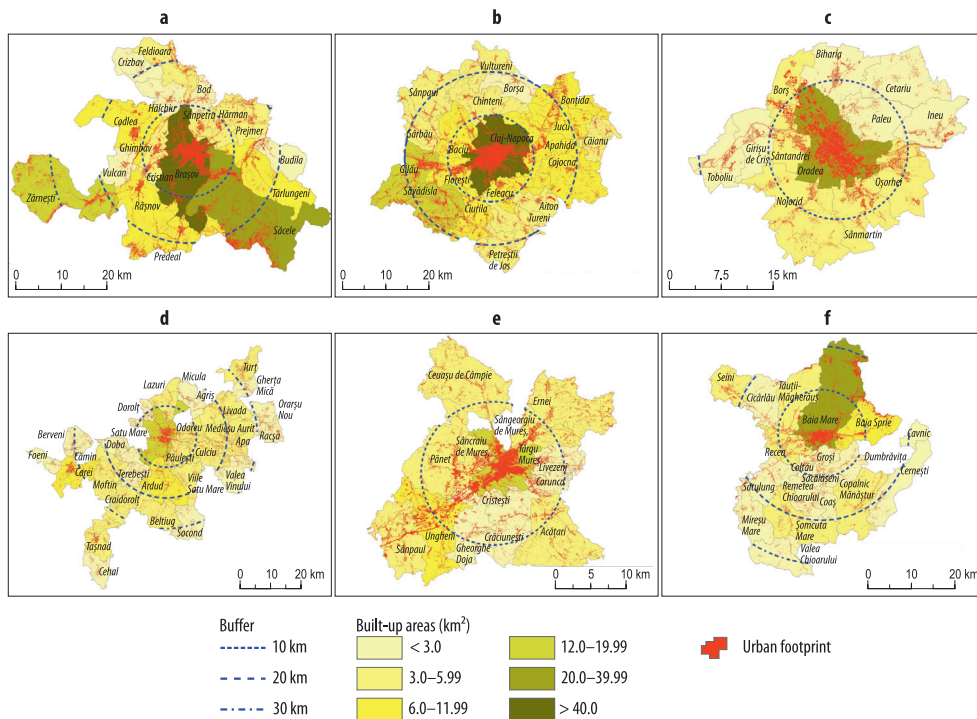 a
b
c
Feldioara
Crizbav
Bod
Hălchiu
Sânpetru
Hărman
Codlea
Prejmer
Ghimbav
Budila
Vulcan
Cristian
Brașov
Tărlungeni
Zărnești
Râșnov
Săcele
Predeal
0 10 20 km
Vultureni
Sânpaul
Borșa
Chinteni
Bonțida
Gârbău
Cluj-Napoca
Jucu
Baciu
Apahida
Căianu
Gilău
Florești
Cojocna
Săvădisla
Feleacu
Ciurila
Aiton
Tureni
Petreștii
de Jos
0 10 20 km
Biharia
Borș
Cetariu
Paleu
Ineu
Girișu
de Criș
Sântandrei
Toboliu
Oradea
Oșorhei
Nojorid
Sânmartin
0 7.5 15 km
d
e
f
Turț
Micula
Lazuri
Gherța
Mică
Agriș
Orarșu
Nou
Dorolț
Livada
Berveni
Satu Mare
Odoreu
Mediesu Aurit
Racșa
Doba
Apa
Foeni
Cămin
Păulești
Culciu
Carei
Terebești
Valea
Vinului
Moftin
Ardud
Viile
Satu Mare
Craidorolț
Beltiug
Socond
Tașnad
Cehal
0 10 20 km
Ceuașu de Câmpie
Ernei
Sângeorgiu
de Mureș
Sâncraiu
de Mureș
Târgu
Mureș
Pănet
Livezeni
Corunca
Cristești
Ungheni
Crăciunești
Acățari
Sânpaul
Gheorghe
Doja
0 5 10 km
Seini
Cicârlău
Tăuții-
Măgherăuș
Baia Mare
Baia Sprie
Cavnic
Recea
Groși
Dumbrăvița
Coltău
Cernești
Săcălășeni
Satulung
Remetea
Chioarului
Copalnic
Mănăștur
Coaș
Mireșu
Mare
Șomcuta
Mare
Valea
Chioarului
0 10 20 km
Buffer
10 km
20 km
30 km
Built-up areas (km²)
< 3.0
3.0–5.99
6.0–11.99
12.0–19.99
20.0–39.99
> 40.0
Urban footprint